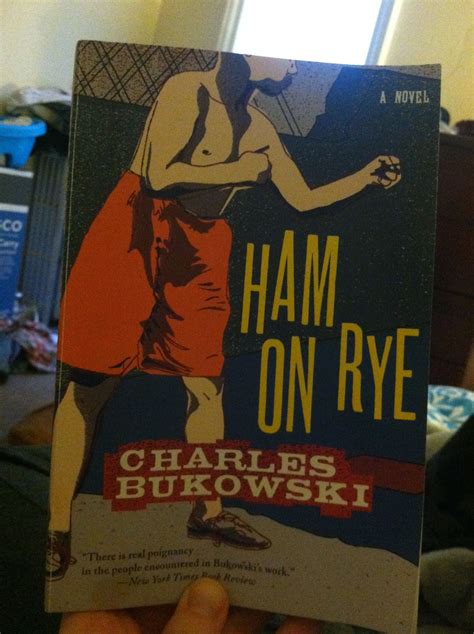 A NOVEL
HAM
ON RYE
CHARLES
BUKOWSKI
"There is real poignancy
in the people encountered in Bukowski's work."
—New York Times Book Review